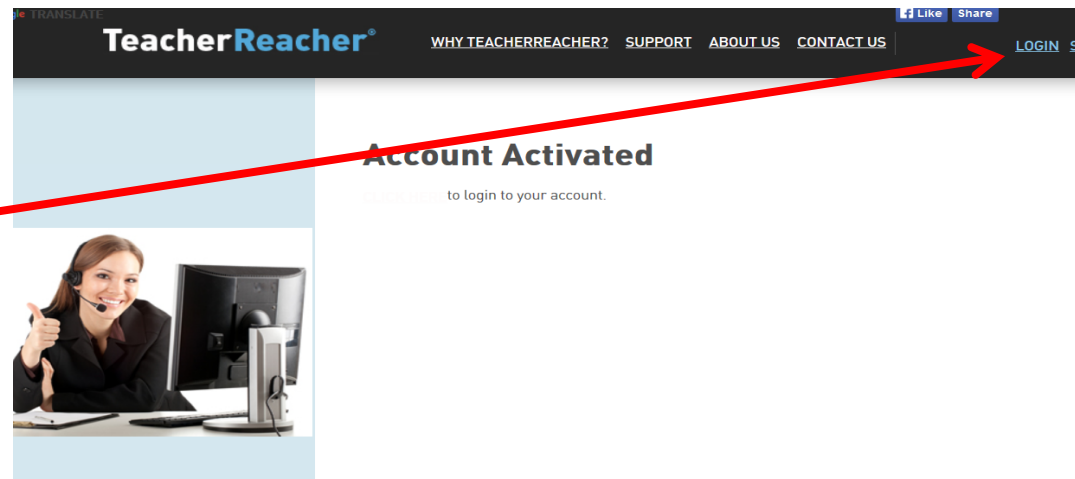 TRANSLATE
Like Share
TeacherReacher®
WHY TEACHERREACHER? SUPPORT ABOUT US CONTACT US
LOGIN
Account Activated
to login to your account.